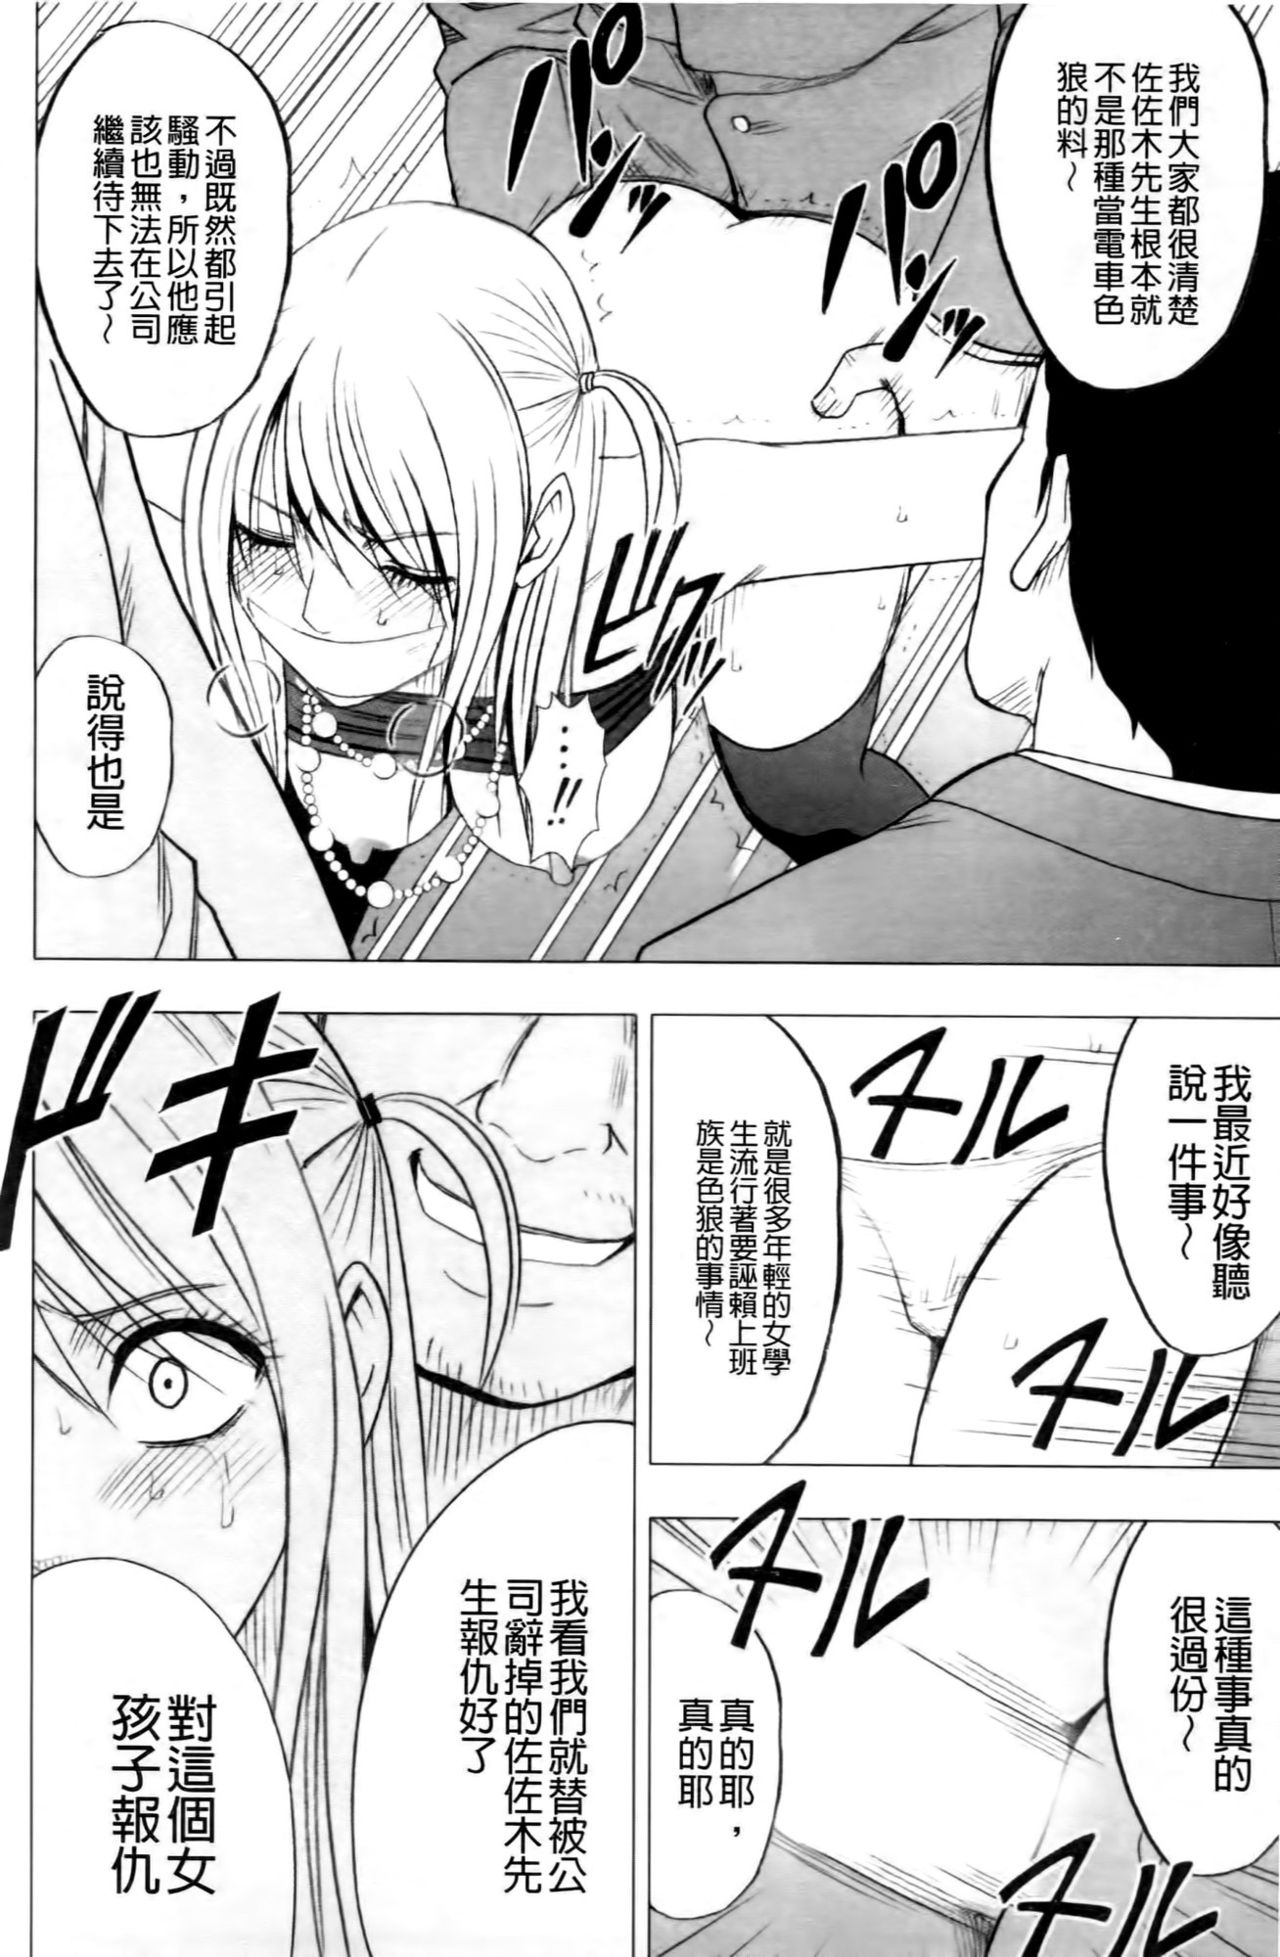 我們大家都很清楚
佐佐木先生根本就
不是那種當電車色
狼的料～
不過既然都引起
騷動，所以他應
該也無法在公司
繼續待下去了～
パンパン
パンパン
ビクッ
…‼
說得也是
我最近好像聽
說一件事～
ヌル
就是很多年輕的女學
生流行著要誣賴上班
族是色狼的事情～
ヌル
這種事真的
很過份～
ヌル
真的耶，
真的耶
ヌル
ドキ
我看我們就替被公
司辭掉的佐佐木先
生報仇好了
對這個女
孩子報仇